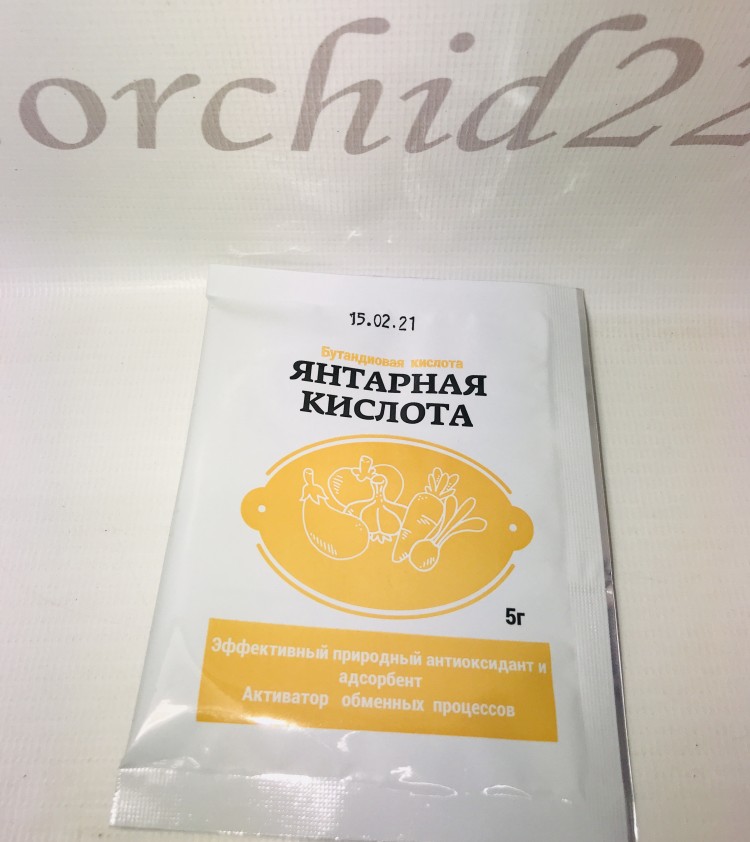 orchid22
15.02.21
Бутандиовая кислота
ЯНТАРНАЯ
КИСЛОТА
5г
Эффективный природный антиоксидант и
адсорбент
Активатор обменных процессов